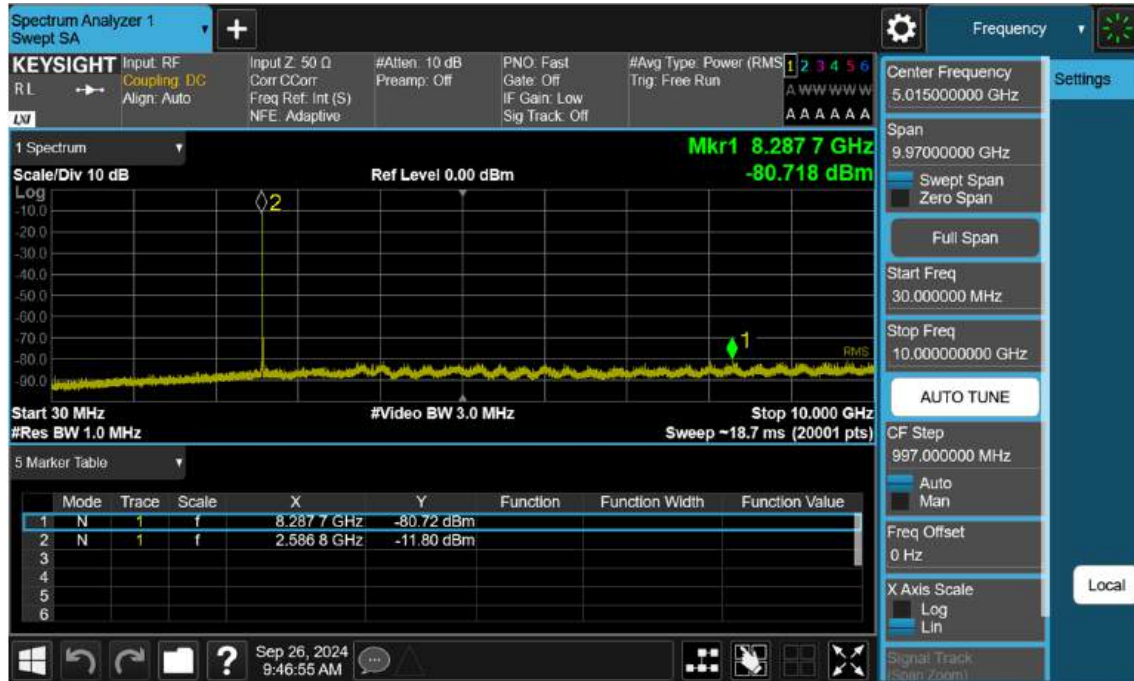 Spectrum Analyzer 1
Swept SA
Frequency
KEYSIGHT
RL
LXI
Input: RF
Coupling: DC
Align: Auto
Input Z: 50 Ω
Corr CCorr
Freq Ref: Int (S)
NFE: Adaptive
#Atten: 10 dB
Preamp: Off
PNO: Fast
Gate: Off
IF Gain: Low
Sig Track: Off
#Avg Type: Power (RMS
Trig: Free Run
1 2 3 4 5 6
A W W W W W
A A A A A A
1 Spectrum
Mkr1 8.287 7 GHz
-80.718 dBm
Scale/Div 10 dB
Ref Level 0.00 dBm
Log
-10.0
-20.0
-30.0
-40.0
-50.0
-60.0
-70.0
-80.0
-90.0
2
1
RMS
Start 30 MHz
#Video BW 3.0 MHz
Stop 10.000 GHz
#Res BW 1.0 MHz
Sweep ~18.7 ms (20001 pts)
5 Marker Table
Mode Trace Scale X Y Function Function Width Function Value
1 N 1 f 8.287 7 GHz -80.72 dBm
2 N 1 f 2.586 8 GHz -11.80 dBm
3
4
5
6
Sep 26, 2024
9:46:55 AM
Center Frequency
5.015000000 GHz
Settings
Span
9.97000000 GHz
Swept Span
Zero Span
Full Span
Start Freq
30.000000 MHz
Stop Freq
10.000000000 GHz
AUTO TUNE
CF Step
997.000000 MHz
Auto
Man
Freq Offset
0 Hz
X Axis Scale
Log
Lin
Local
Signal Track
(Span Zoom)